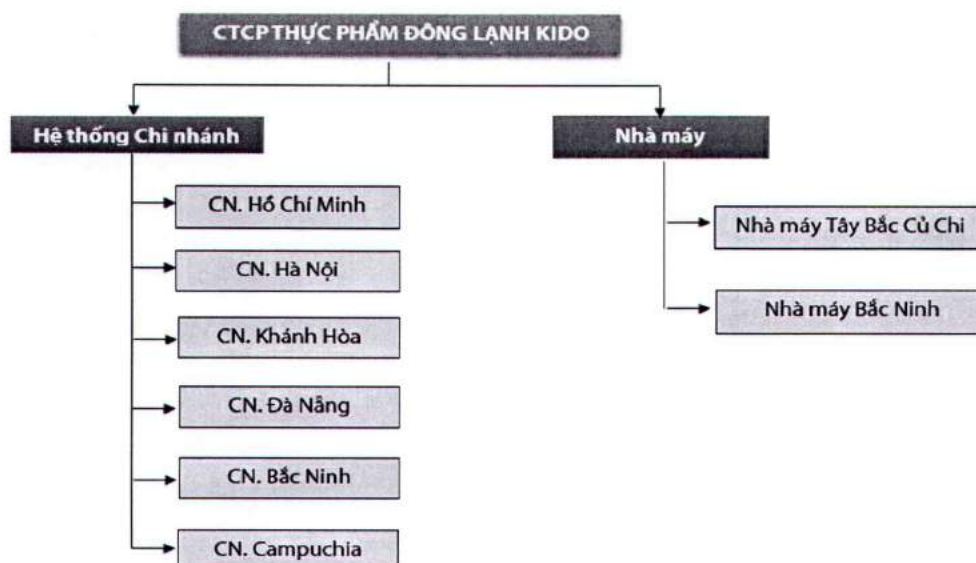 CTCP THỰC PHẨM ĐÔNG LẠNH KIDO
Hệ thống Chi nhánh
Nhà máy
CN. Hồ Chí Minh
CN. Hà Nội
CN. Khánh Hòa
CN. Đà Nẵng
CN. Bắc Ninh
CN. Campuchia
Nhà máy Tây Bắc Củ Chi
Nhà máy Bắc Ninh